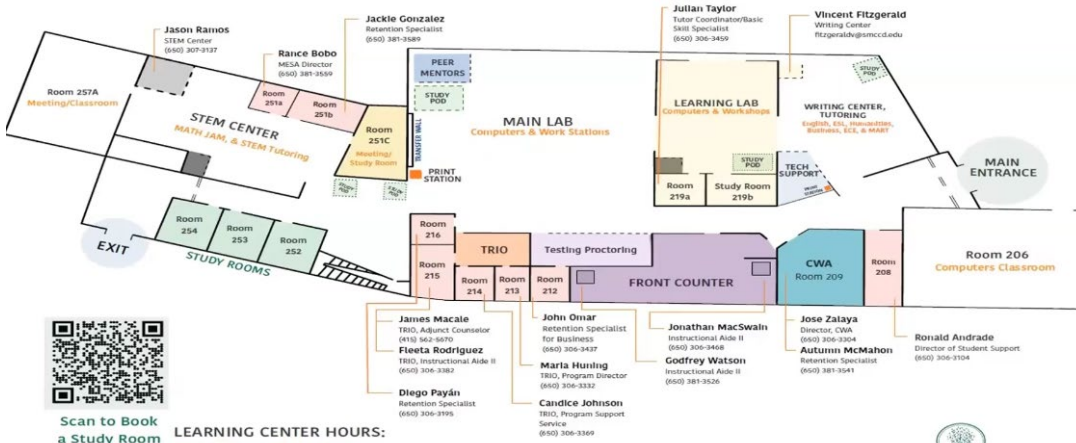 Jason Ramos
STEM Center
(650) 307-3137
Jackie Gonzalez
Retention Specialist
(650) 381-3589
Rance Bobo
MESA Director
(650) 381-3559
Julian Taylor
Tutor Coordinator/Basic
Skill Specialist
(650) 306-3459
Vincent Fitzgerald
Writing Center
fitzgeraldv@smccd.edu
Room 257A
Meeting/Classroom
STEM CENTER
MATH JAM, & STEM Tutoring
Room
251a
Room
251b
Room
251C
Meeting/
Study Room
PEER
MENTORS
STUDY
POD
TRANSFER WALL
PRINT
STATION
STUDY
POD
STUDY
POD
MAIN LAB
Computers & Work Stations
LEARNING LAB
Computers & Workshops
STUDY
POD
Room
219a
Study Room
219b
STUDY
POD
WRITING CENTER,
TUTORING
English, ESL, Humanities,
Business, ECE, & MART
TECH
SUPPORT
PRINT
STATION
MAIN
ENTRANCE
EXIT
Room
254
Room
253
Room
252
STUDY ROOMS
Room
216
Room
215
TRIO
Room
214
Room
213
Room
212
Testing Proctoring
FRONT COUNTER
CWA
Room 209
Room
208
Room 206
Computers Classroom
James Macale
TRIO, Adjunct Counselor
(415) 562-5670
Fleeta Rodriguez
TRIO, Instructional Aide II
(650) 306-3382
Diego Payán
Retention Specialist
(650) 306-3195
John Omar
Retention Specialist
for Business
(650) 306-3437
Maria Huning
TRIO, Program Director
(650) 306-3332
Candice Johnson
TRIO, Program Support
Service
(650) 306-3369
Jonathan MacSwain
Instructional Aide II
(650) 306-3468
Godfrey Watson
Instructional Aide II
(650) 381-3526
Jose Zalaya
Director, CWA
(650) 306-3304
Autumn McMahon
Retention Specialist
(650) 381-3541
Ronald Andrade
Director of Student Support
(650) 306-3104
Scan to Book
a Study Room
LEARNING CENTER HOURS: